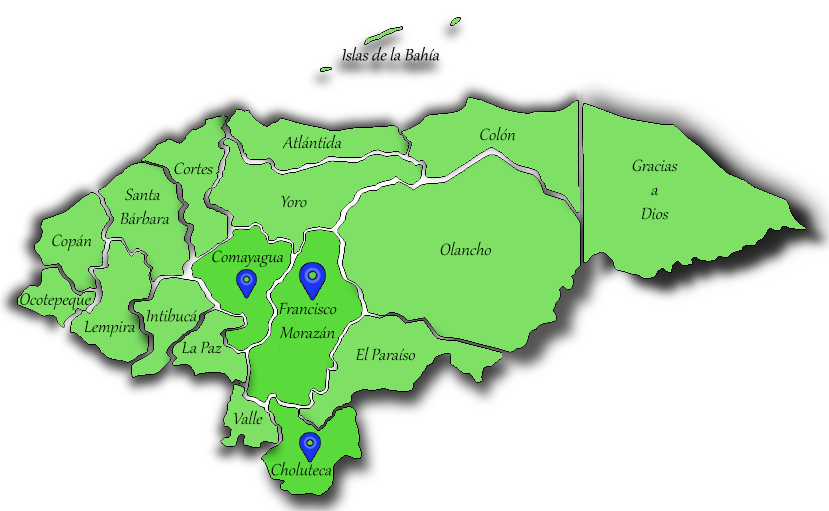 Islas de la Bahía
Atlántida
Colón
Cortes
Gracias
a
Díos
Santa
Bárbara
Yoro
Copán
Comayagua
Olancho
Ocotepeque
Intibucá
Francisco
Morazán
Lempira
La Paz
El Paraíso
Valle
Choluteca